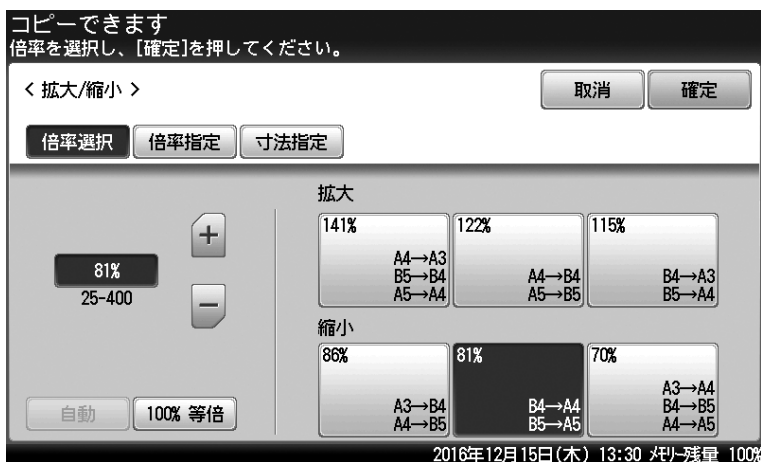 コピーできます
倍率を選択し、[確定]を押してください。
< 拡大/縮小 >
取消
確定
倍率選択
倍率指定
寸法指定
拡大
141%
A4→A3
B5→B4
A5→A4
122%
A4→B4
A5→B5
115%
B4→A3
B5→A4
+
81%
25-400
-
縮小
86%
A3→B4
A4→B5
81%
B4→A4
B5→A5
70%
A3→A4
B4→B5
A4→A5
自動
100% 等倍
2016年12月15日(木) 13:30 ﾒﾓﾘｰ残量 100%